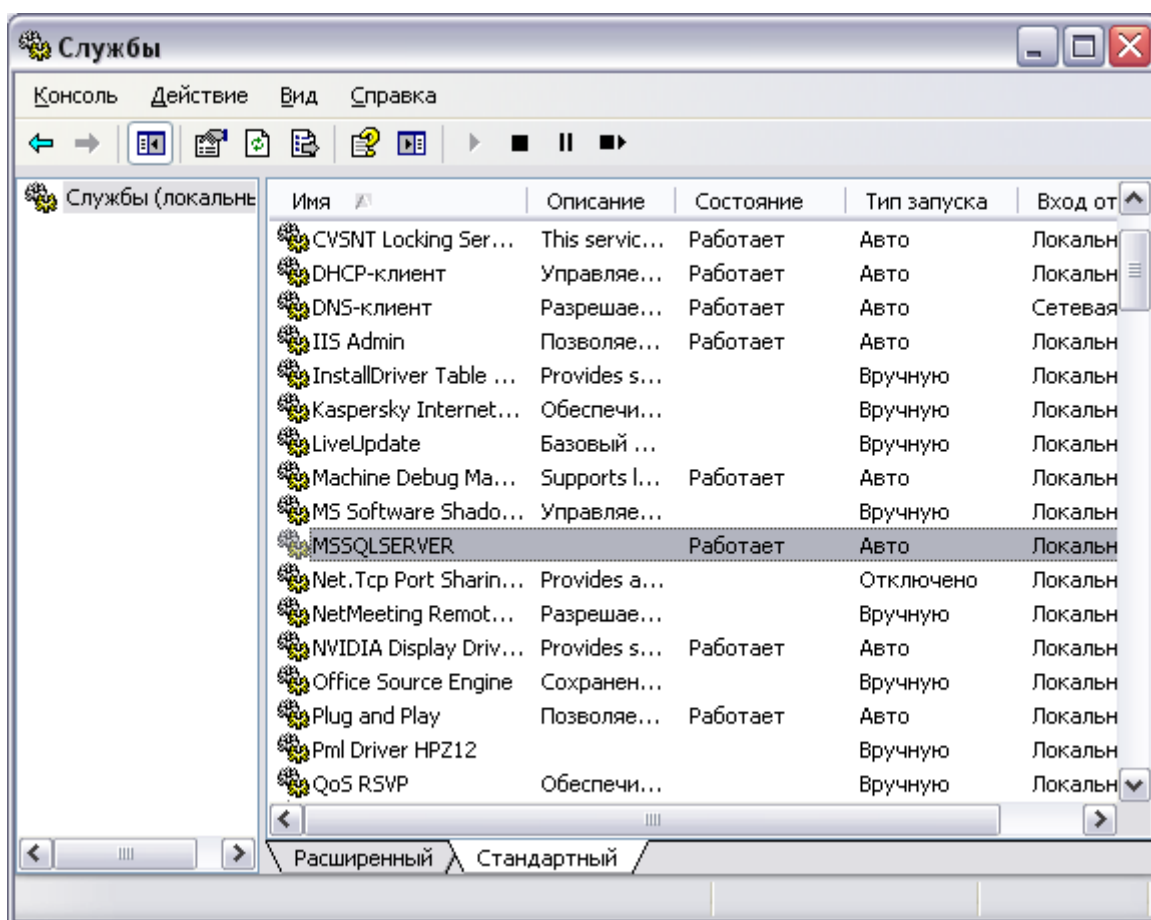 Службы
Консоль Действие Вид Справка
Службы (локальнь
Имя Описание Состояние Тип запуска Вход от
CVSNT Locking Ser... This servic... Работает Авто Локальн
DHCP-клиент Управляе... Работает Авто Локальн
DNS-клиент Разрешае... Работает Авто Сетевая
IIS Admin Позволяе... Работает Авто Локальн
InstallDriver Table ... Provides s... Вручную Локальн
Kaspersky Internet... Обеспечи... Вручную Локальн
LiveUpdate Базовый ... Вручную Локальн
Machine Debug Ma... Supports l... Работает Авто Локальн
MS Software Shado... Управляе... Вручную Локальн
MSSQLSERVER Работает Авто Локальн
Net.Tcp Port Sharin... Provides a... Отключено Локальн
NetMeeting Remot... Разрешае... Вручную Локальн
NVIDIA Display Driv... Provides s... Работает Авто Локальн
Office Source Engine Сохранен... Вручную Локальн
Plug and Play Позволяе... Работает Авто Локальн
Pml Driver HPZ12 Вручную Локальн
QoS RSVP Обеспечи... Вручную Локальн
Расширенный Стандартный